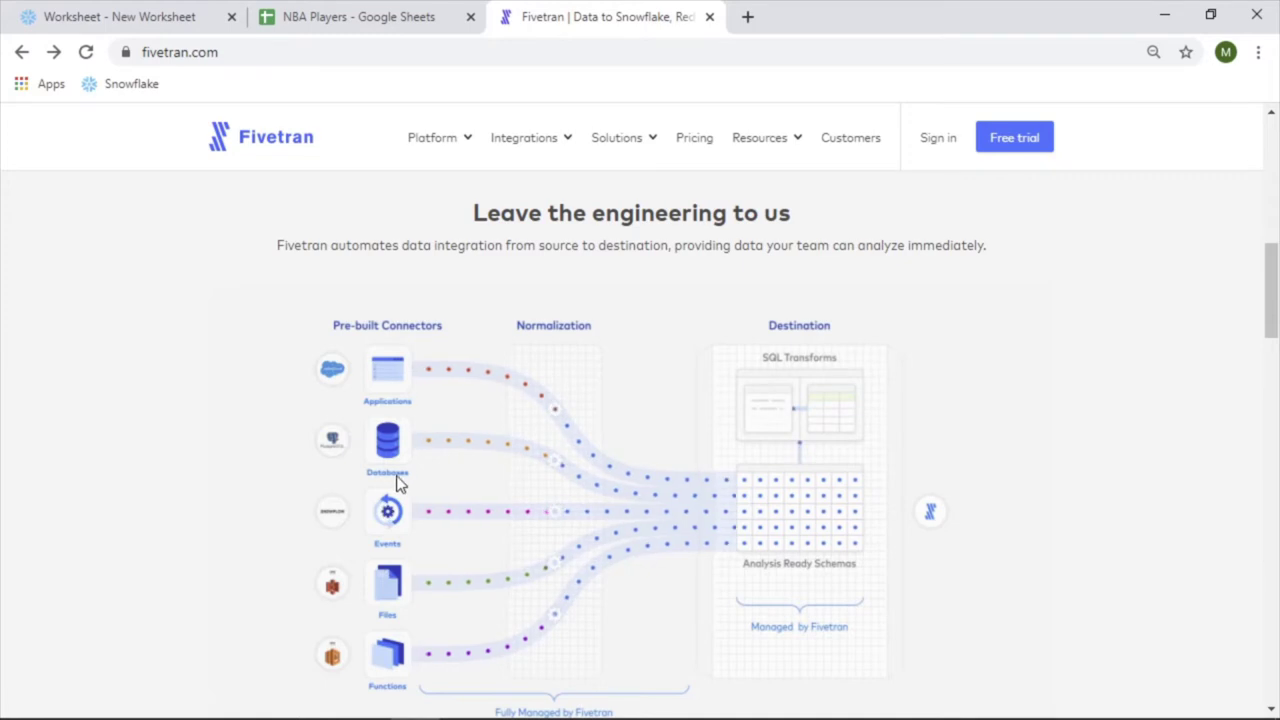 Worksheet - New Worksheet
NBA Players - Google Sheets
Fivetran | Data to Snowflake, Red
fivetran.com
M
Apps
Snowflake
Fivetran
Platform
Integrations
Solutions
Pricing
Resources
Customers
Sign in
Free trial
Leave the engineering to us
Fivetran automates data integration from source to destination, providing data your team can analyze immediately.
Pre-built Connectors
Normalization
Destination
SQL Transforms
Applications
Databases
Events
Files
Functions
Analysis Ready Schemas
Managed by Fivetran
Fully Managed by Fivetran